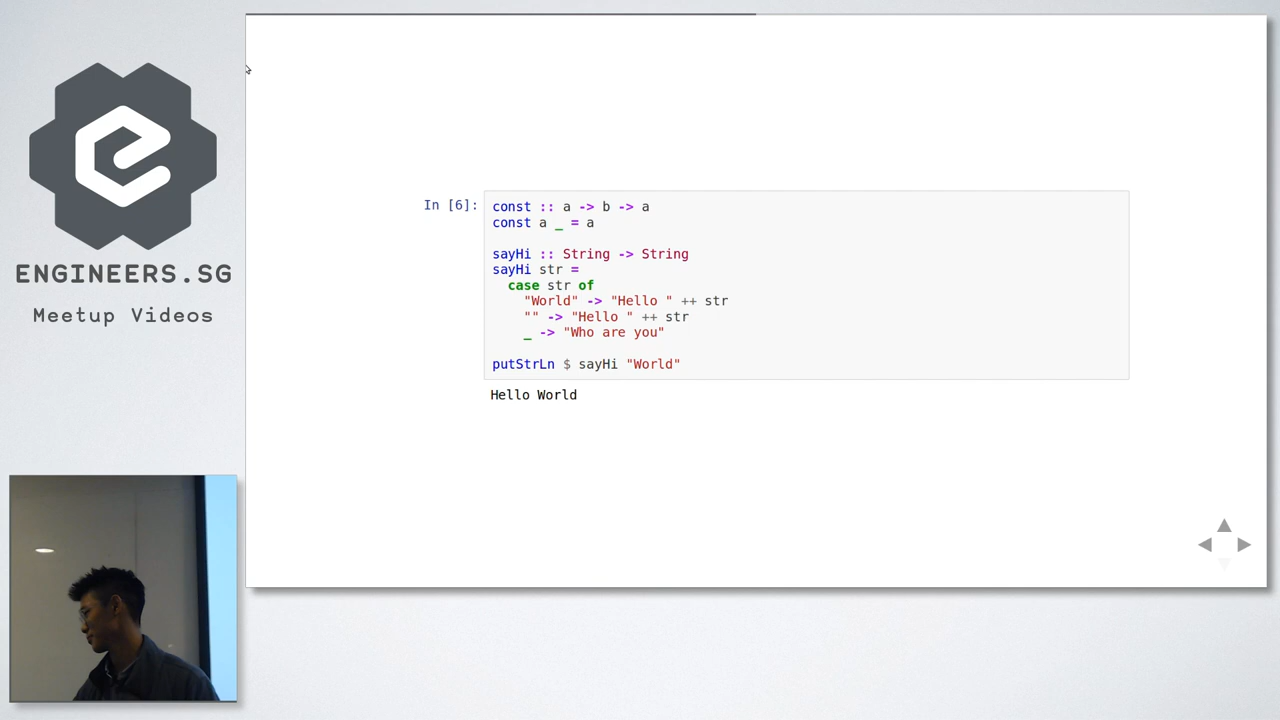 ENGINEERS.SG
Meetup Videos
In [6]:
const :: a -> b -> a
const a _ = a
sayHi :: String -> String
sayHi str =
  case str of
    "World" -> "Hello " ++ str
    "" -> "Hello " ++ str
    _ -> "Who are you"
putStrLn $ sayHi "World"
Hello World